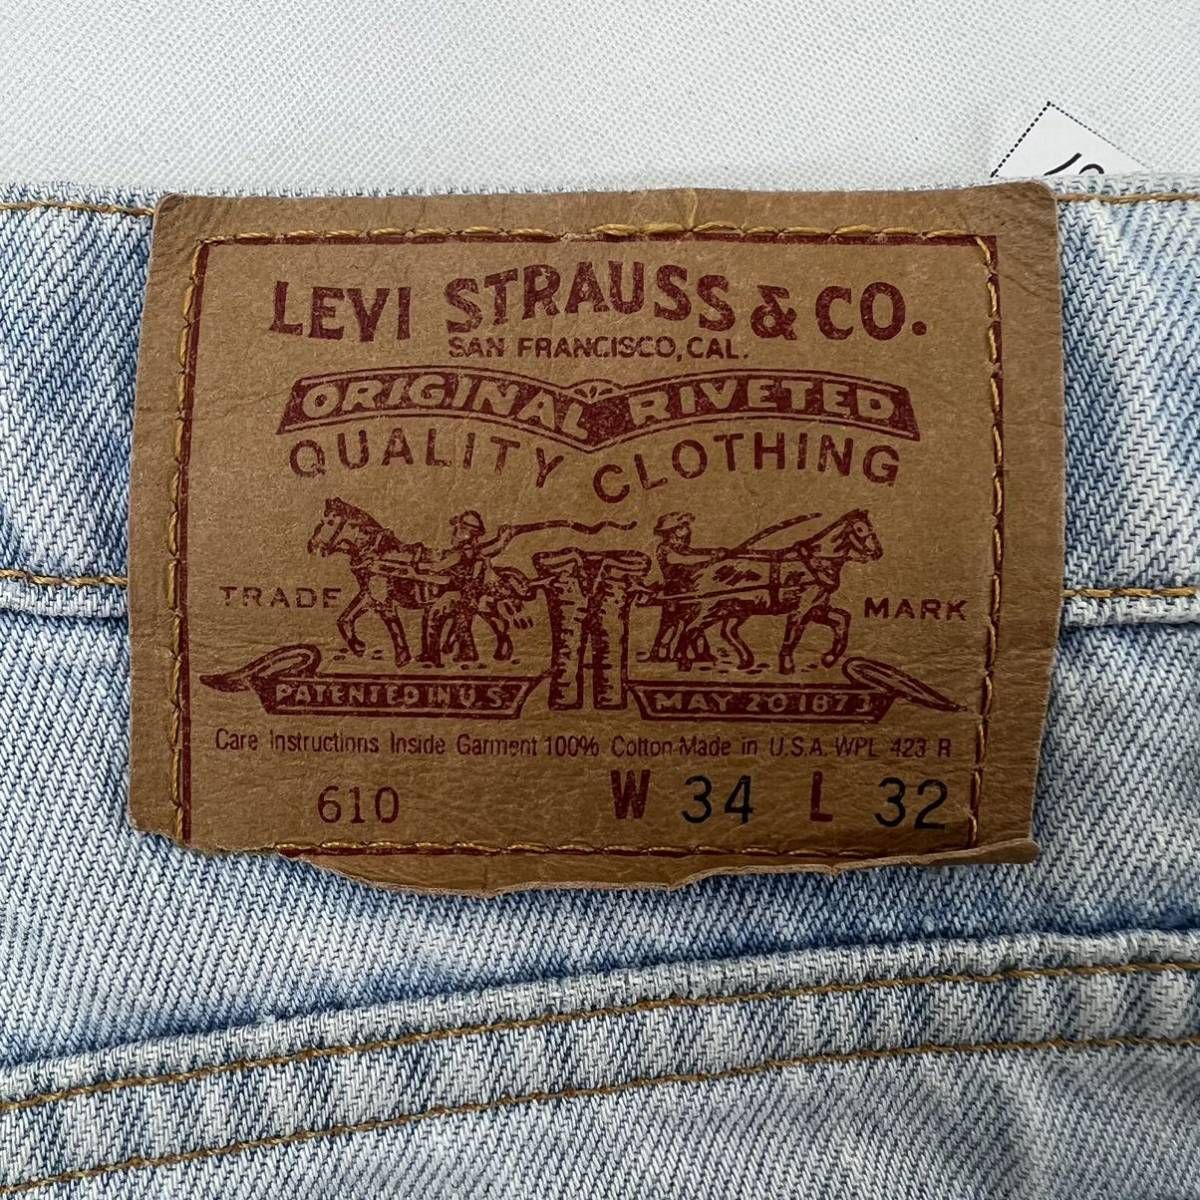 LEVI STRAUSS & CO.
SAN FRANCISCO, CAL.
ORIGINAL RIVETED
QUALITY CLOTHING
TRADE MARK
PATENTED IN U.S. MAY 20 1873
Care Instructions Inside Garment 100% Cotton Made in U.S.A. WPL 423 R
610 W 34 L 32